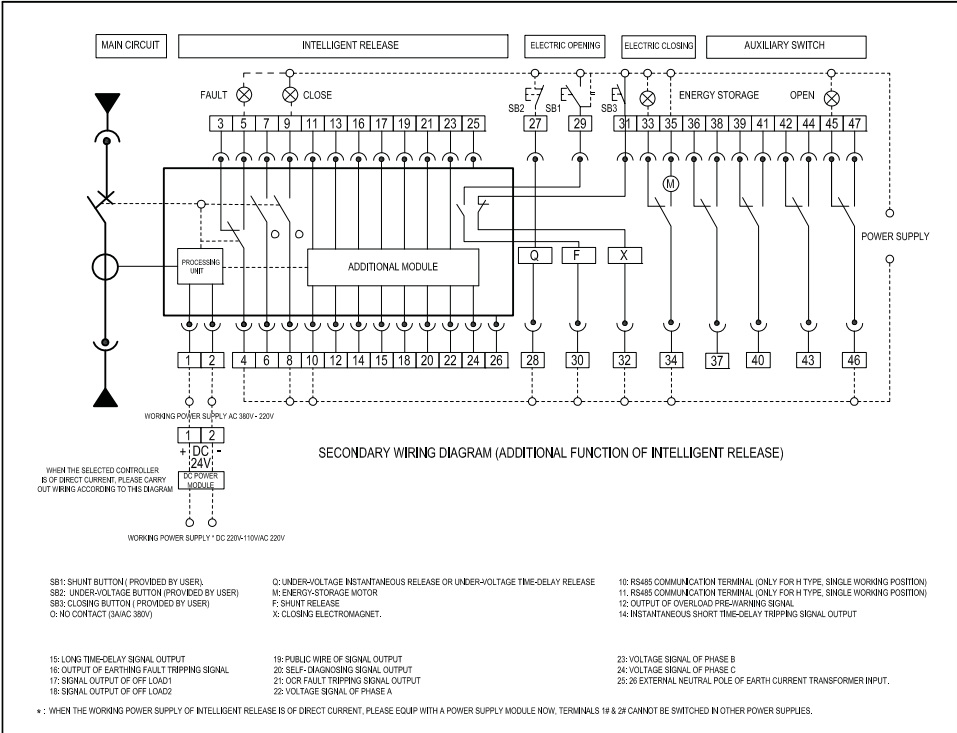 MAIN CIRCUIT
INTELLIGENT RELEASE
ELECTRIC OPENING
ELECTRIC CLOSING
AUXILIARY SWITCH
FAULT
CLOSE
SB2
SB1
SB3
ENERGY STORAGE
OPEN
3 5 7 9 11 13 16 17 19 21 23 25 27 29 31 33 35 36 38 39 41 42 44 45 47
M
POWER SUPPLY
PROCESSING
UNIT
ADDITIONAL MODULE
Q
F
X
1 2 4 6 8 10 12 14 15 18 20 22 24 26 28 30 32 34 37 40 43 46
WORKING POWER SUPPLY AC 380V - 220V
1 2
+ DC -
24V
DC POWER
MODULE
WHEN THE SELECTED CONTROLLER
IS OF DIRECT CURRENT, PLEASE CARRY
OUT WIRING ACCORDING TO THIS DIAGRAM
SECONDARY WIRING DIAGRAM (ADDITIONAL FUNCTION OF INTELLIGENT RELEASE)
WORKING POWER SUPPLY * DC 220V-110V/AC 220V
SB1: SHUNT BUTTON ( PROVIDED BY USER).
SB2: UNDER-VOLTAGE BUTTON (PROVIDED BY USER)
SB3: CLOSING BUTTON ( PROVIDED BY USER)
O: NO CONTACT (3A/AC 380V)
Q: UNDER-VOLTAGE INSTANTANEOUS RELEASE OR UNDER-VOLTAGE TIME-DELAY RELEASE
M: ENERGY-STORAGE MOTOR
F: SHUNT RELEASE
X: CLOSING ELECTROMAGNET.
10: RS485 COMMUNICATION TERMINAL (ONLY FOR H TYPE, SINGLE WORKING POSITION)
11. RS485 COMMUNICATION TERMINAL (ONLY FOR H TYPE, SINGLE WORKING POSITION)
12: OUTPUT OF OVERLOAD PRE-WARNING SIGNAL
14: INSTANTANEOUS SHORT TIME-DELAY TRIPPING SIGNAL OUTPUT
15: LONG TIME-DELAY SIGNAL OUTPUT
16: OUTPUT OF EARTHING FAULT TRIPPING SIGNAL
17: SIGNAL OUTPUT OF OFF LOAD1
18: SIGNAL OUTPUT OF OFF LOAD2
19: PUBLIC WIRE OF SIGNAL OUTPUT
20: SELF- DIAGNOSING SIGNAL OUTPUT
21: OCR FAULT TRIPPING SIGNAL OUTPUT
22: VOLTAGE SIGNAL OF PHASE A
23: VOLTAGE SIGNAL OF PHASE B
24: VOLTAGE SIGNAL OF PHASE C
25: 26 EXTERNAL NEUTRAL POLE OF EARTH CURRENT TRANSFORMER INPUT.
* : WHEN THE WORKING POWER SUPPLY OF INTELLIGENT RELEASE IS OF DIRECT CURRENT, PLEASE EQUIP WITH A POWER SUPPLY MODULE NOW, TERMINALS 1# & 2# CANNOT BE SWITCHED IN OTHER POWER SUPPLIES.